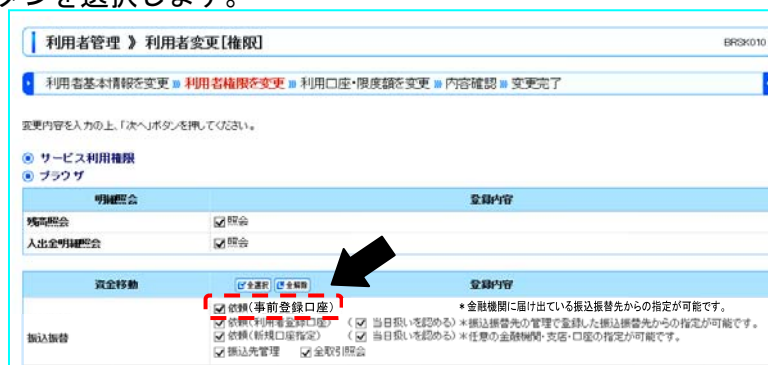 タンを選択します。
利用者管理 》 利用者変更[権限]
BRSK010
利用者基本情報を変更 » 利用者権限を変更 » 利用口座・限度額を変更 » 内容確認 » 変更完了
変更内容を入力の上、「次へ」ボタンを押してください。
サービス利用権限
ブラウザ
明細照会 登録内容
残高照会 照会
入出金明細照会 照会
資金移動 全選択 全解除 登録内容
依頼(事前登録口座) *金融機関に届け出ている振込振替先からの指定が可能です。
依頼(利用者登録口座) ( 当日扱いを認める) *振込振替先の管理で登録した振込振替先からの指定が可能です。
振込振替 依頼(新規口座指定) ( 当日扱いを認める) *任意の金融機関・支店・口座の指定が可能です。
振込先管理 全取引照会